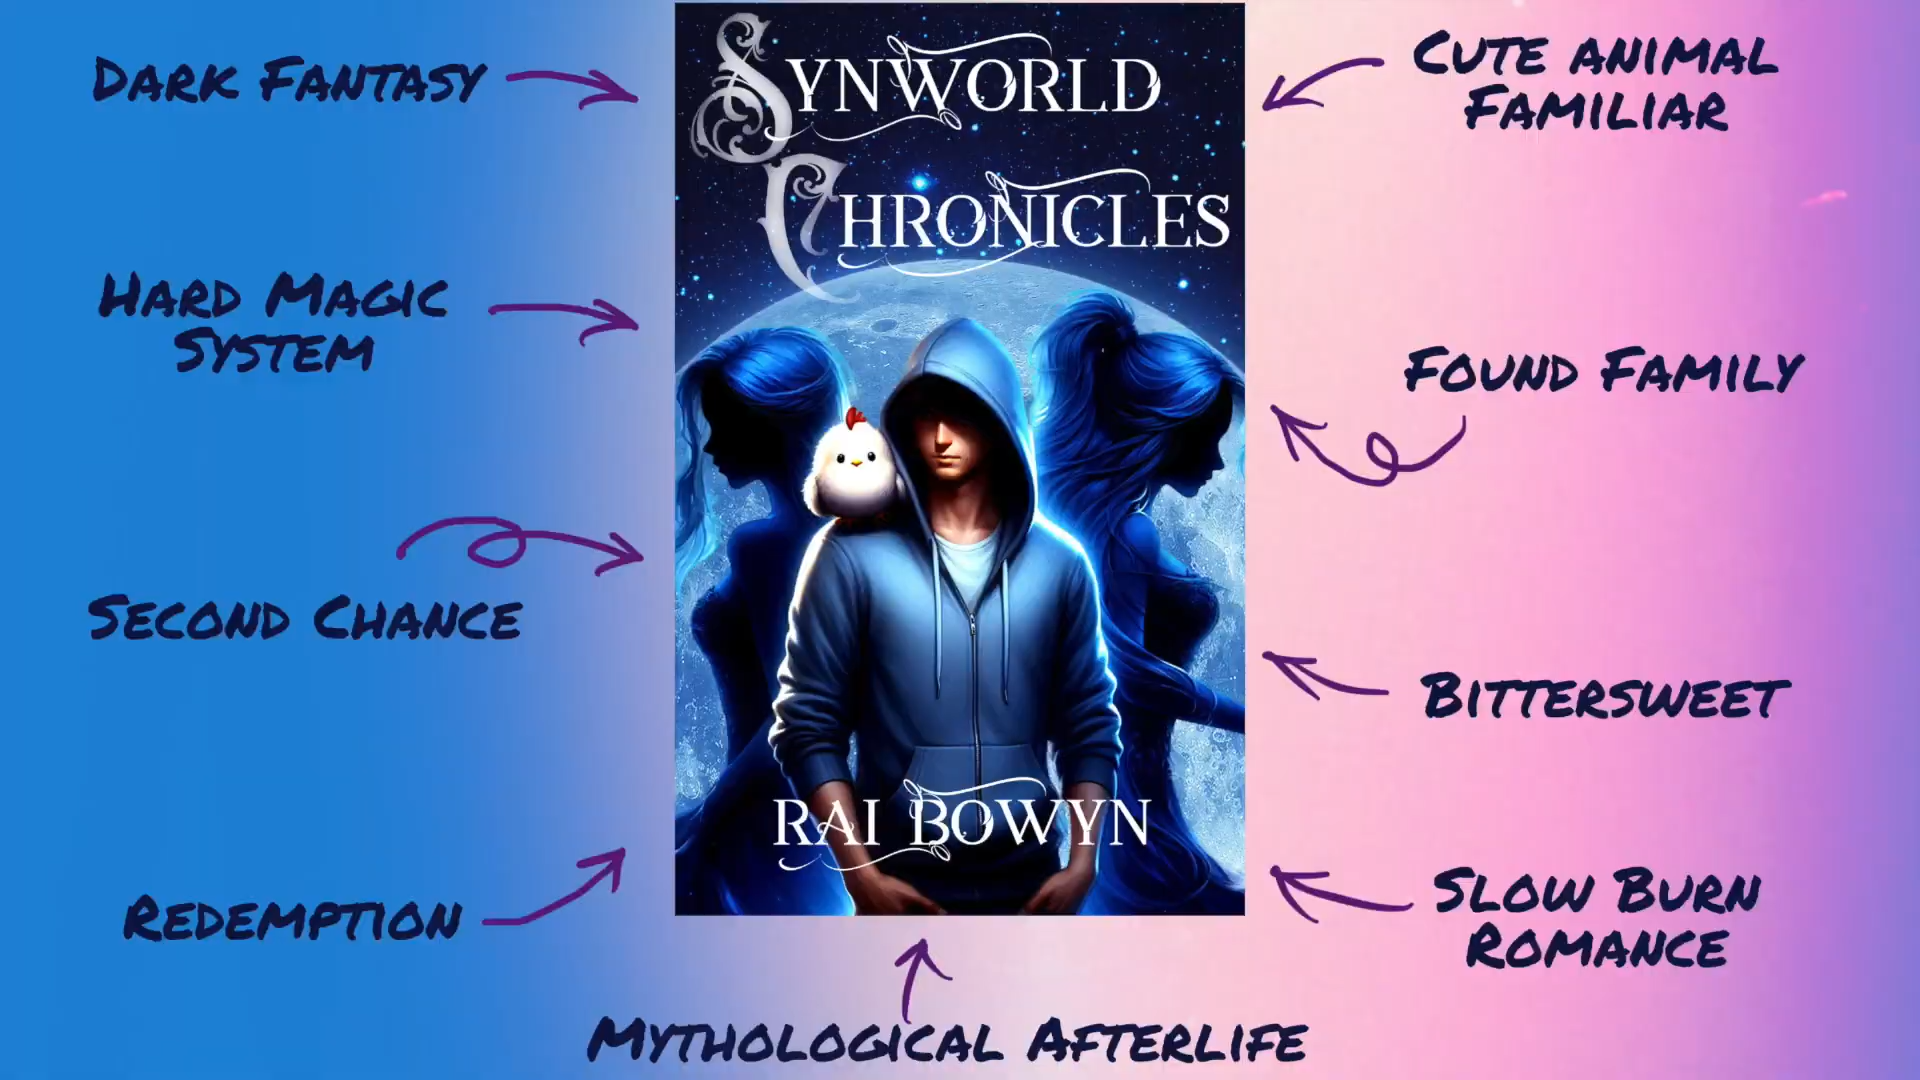 Dark Fantasy
Hard Magic
System
Second Chance
Redemption
Synworld
Chronicles
Rai Bowyn
Mythological Afterlife
Cute Animal
Familiar
Found Family
Bittersweet
Slow Burn
Romance